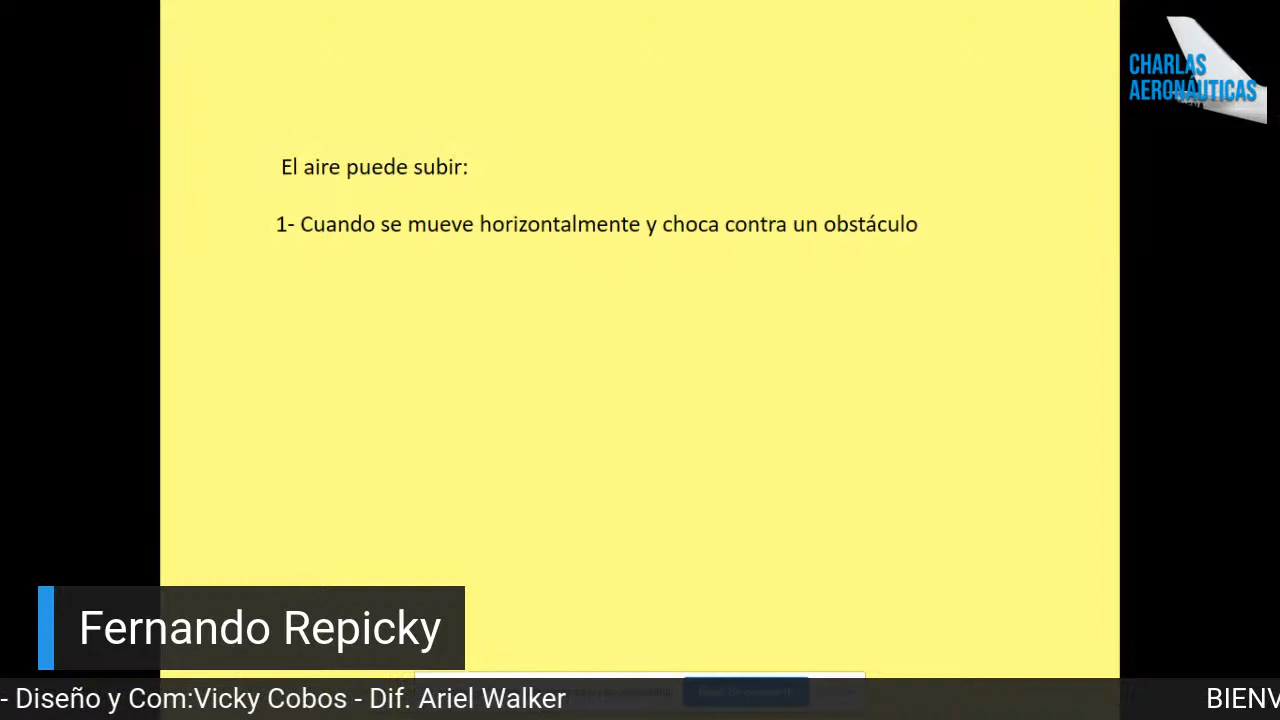 CHARLAS
AERONÁUTICAS
El aire puede subir:
1- Cuando se mueve horizontalmente y choca contra un obstáculo
Fernando Repicky
- Diseño y Com:Vicky Cobos - Dif. Ariel Walker
BIENV